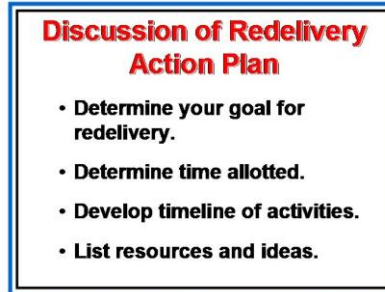 Discussion of Redelivery
Action Plan
• Determine your goal for
redelivery.
• Determine time allotted.
• Develop timeline of activities.
• List resources and ideas.